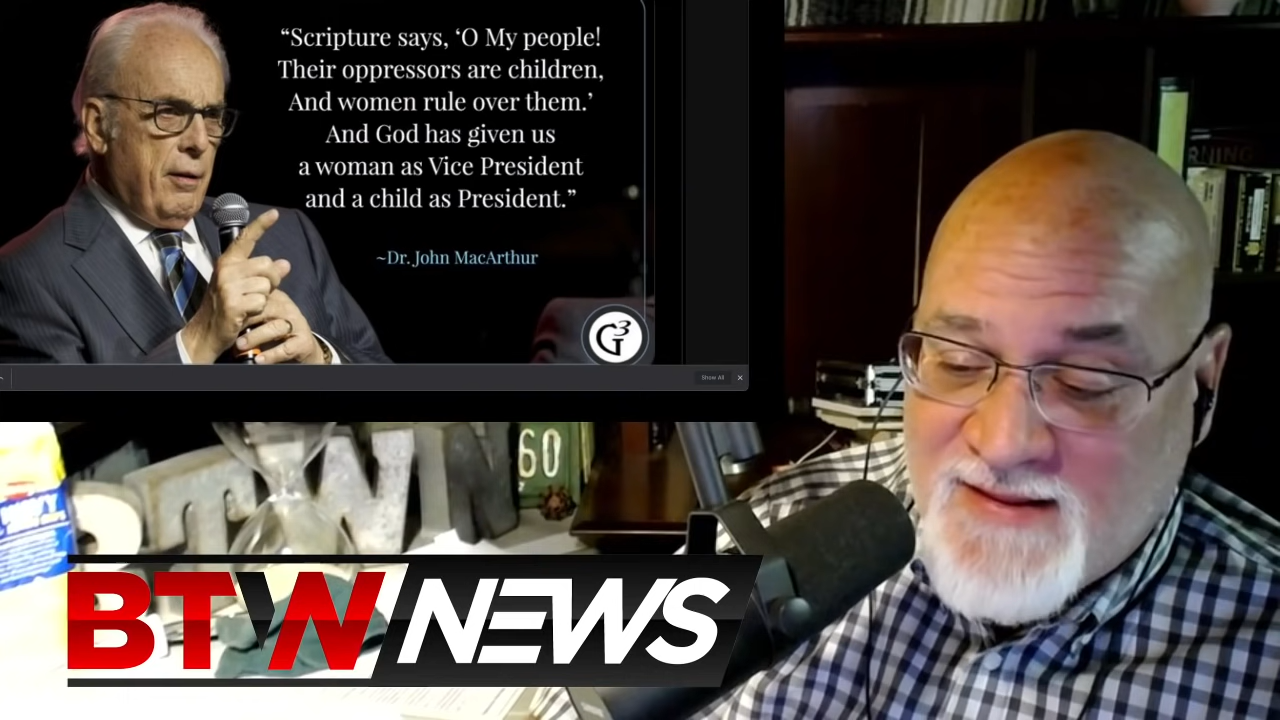 “Scripture says, ‘O My people!
Their oppressors are children,
And women rule over them.’
And God has given us
a woman as Vice President
and a child as President.”
~Dr. John MacArthur
G3
Show All
TWN
60
BTW NEWS